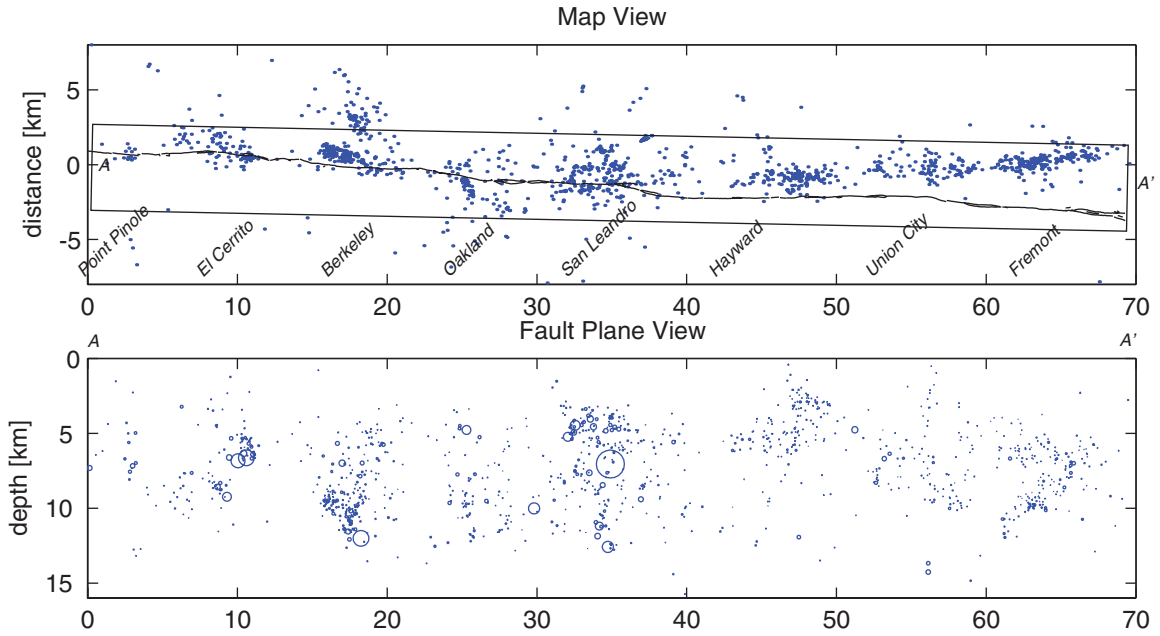 Map View
distance [km]
5
0
-5
A
A'
Point Pinole
El Cerrito
Berkeley
Oakland
San Leandro
Hayward
Union City
Fremont
0 10 20 30 40 50 60 70
Fault Plane View
A A'
depth [km]
0
5
10
15
0 10 20 30 40 50 60 70